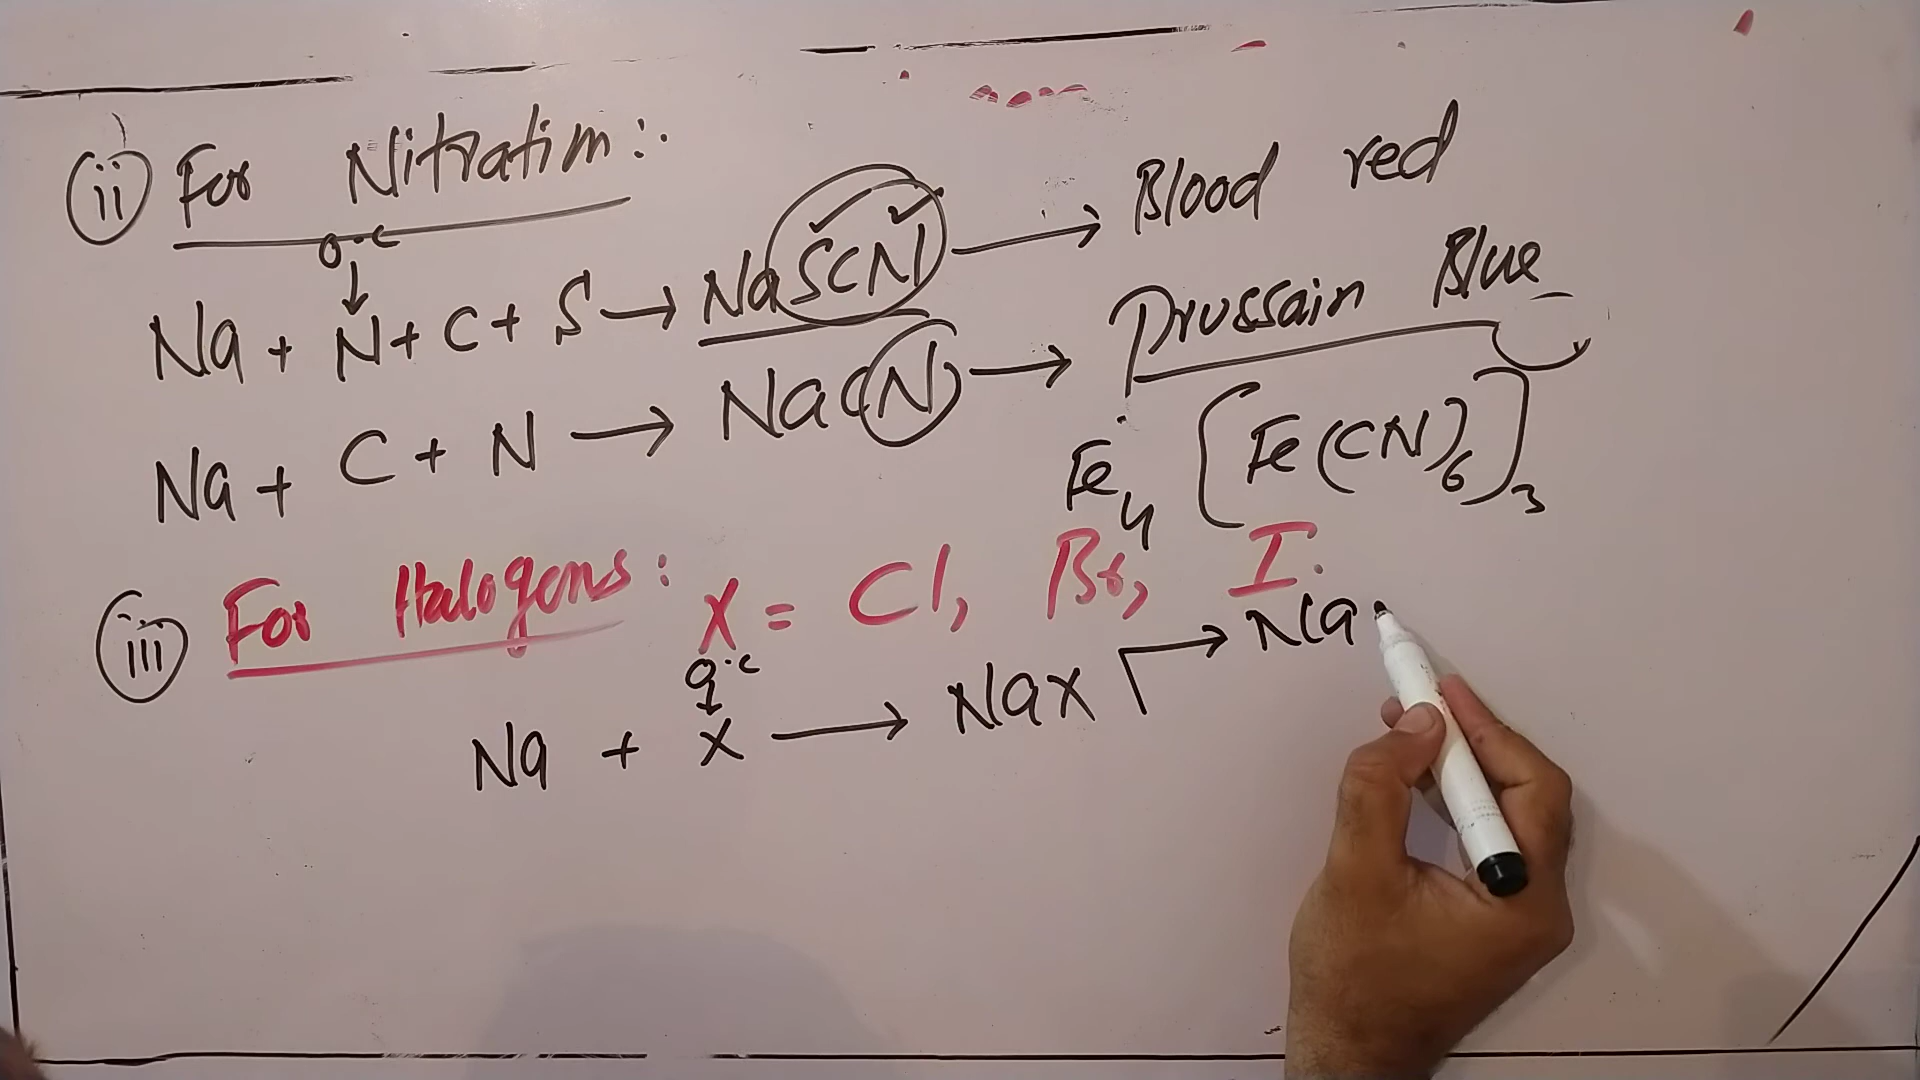 ii For Nitration:
o.c
Na + N + C + S → NaSCN → Blood red
Na + C + N → NaCN → Prussain Blue
Fe4 [Fe(CN)6]3
iii For Halogens: X = Cl, Br, I.
o.c
Na + X → NaX → Na